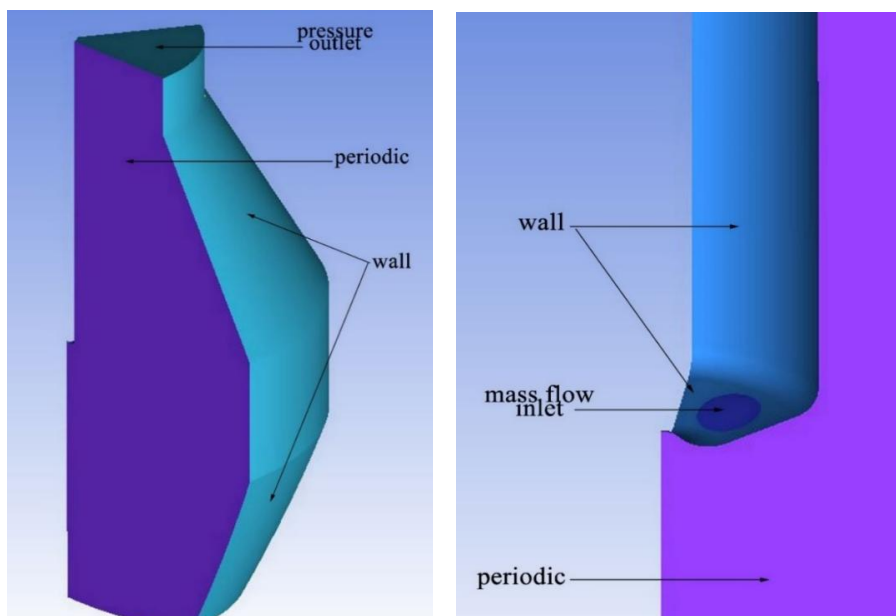 pressure
outlet
periodic
wall
wall
mass flow
inlet
periodic